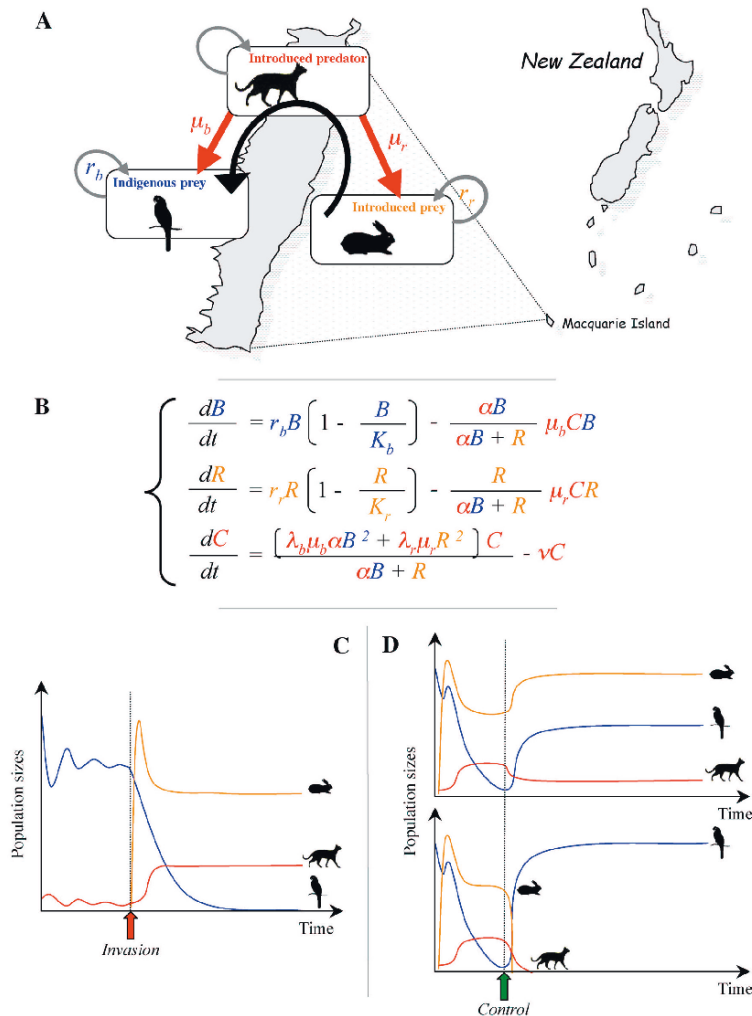 A
Introduced predator
New Zealand
μb
μr
rb
Indigenous prey
Introduced prey
rr
Macquarie Island
B
dB/dt = rbB(1 - B/Kb) - αB/(αB + R) μbCB
dR/dt = rrR(1 - R/Kr) - R/(αB + R) μrCR
dC/dt = (λbμbαB² + λrμrR²)C/(αB + R) - νC
C
Population sizes
Time
Invasion
D
Population sizes
Time
Population sizes
Time
Control